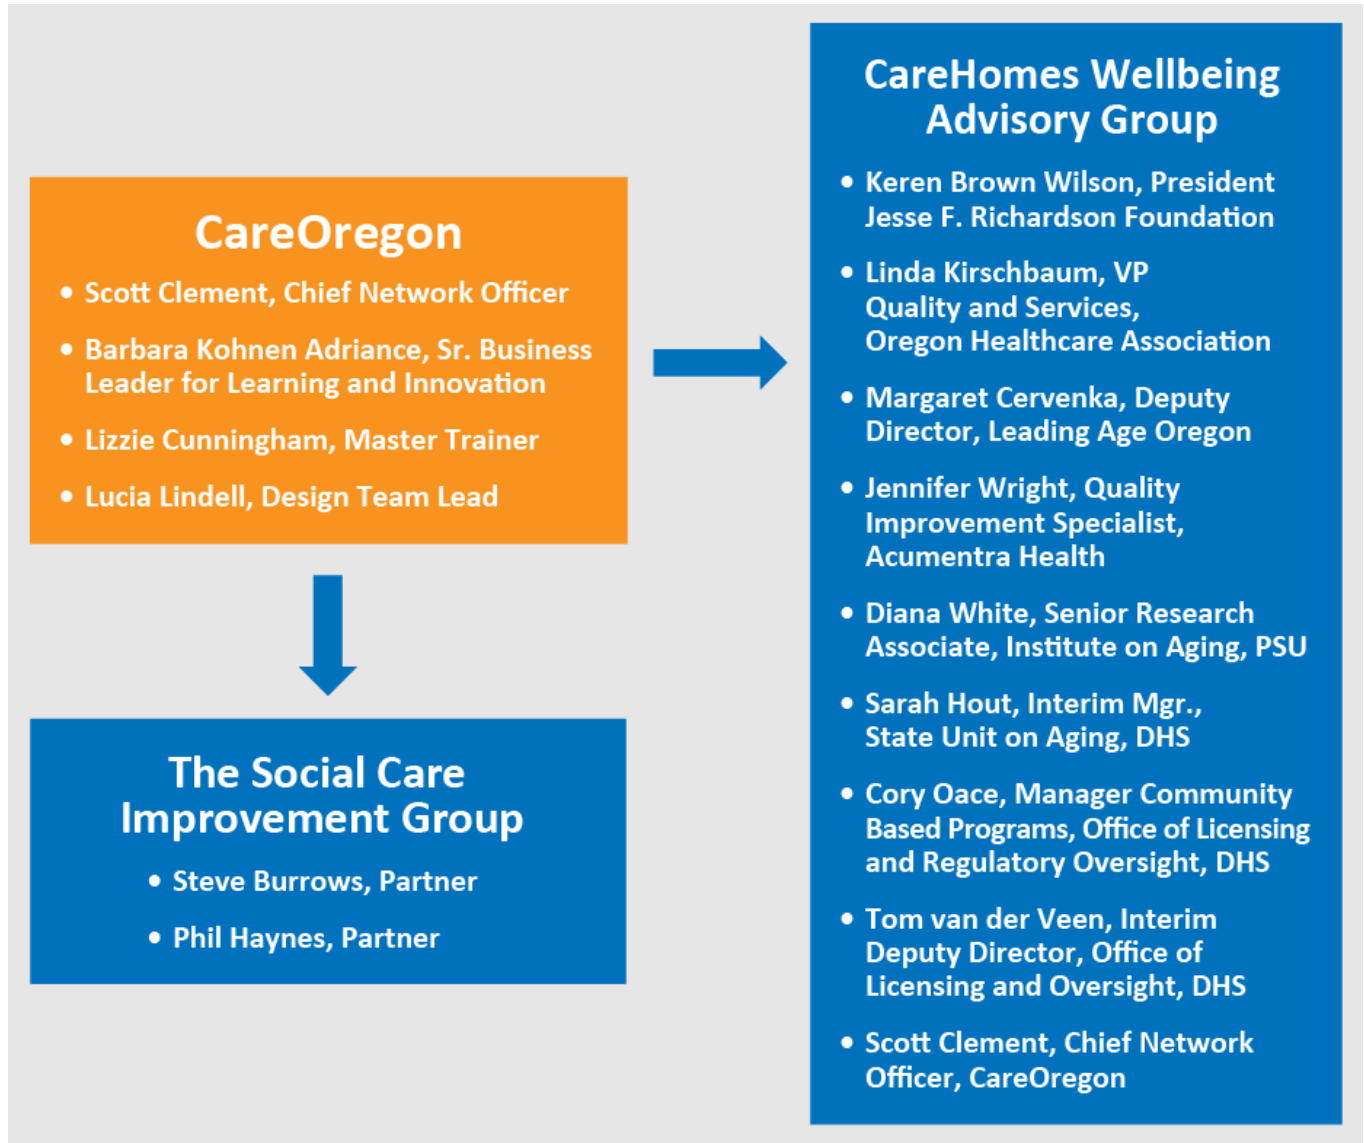 CareOregon
• Scott Clement, Chief Network Officer
• Barbara Kohnen Adriance, Sr. Business
Leader for Learning and Innovation
• Lizzie Cunningham, Master Trainer
• Lucia Lindell, Design Team Lead
The Social Care
Improvement Group
• Steve Burrows, Partner
• Phil Haynes, Partner
CareHomes Wellbeing
Advisory Group
• Keren Brown Wilson, President
Jesse F. Richardson Foundation
• Linda Kirschbaum, VP
Quality and Services,
Oregon Healthcare Association
• Margaret Cervenka, Deputy
Director, Leading Age Oregon
• Jennifer Wright, Quality
Improvement Specialist,
Acumentra Health
• Diana White, Senior Research
Associate, Institute on Aging, PSU
• Sarah Hout, Interim Mgr.,
State Unit on Aging, DHS
• Cory Oace, Manager Community
Based Programs, Office of Licensing
and Regulatory Oversight, DHS
• Tom van der Veen, Interim
Deputy Director, Office of
Licensing and Oversight, DHS
• Scott Clement, Chief Network
Officer, CareOregon